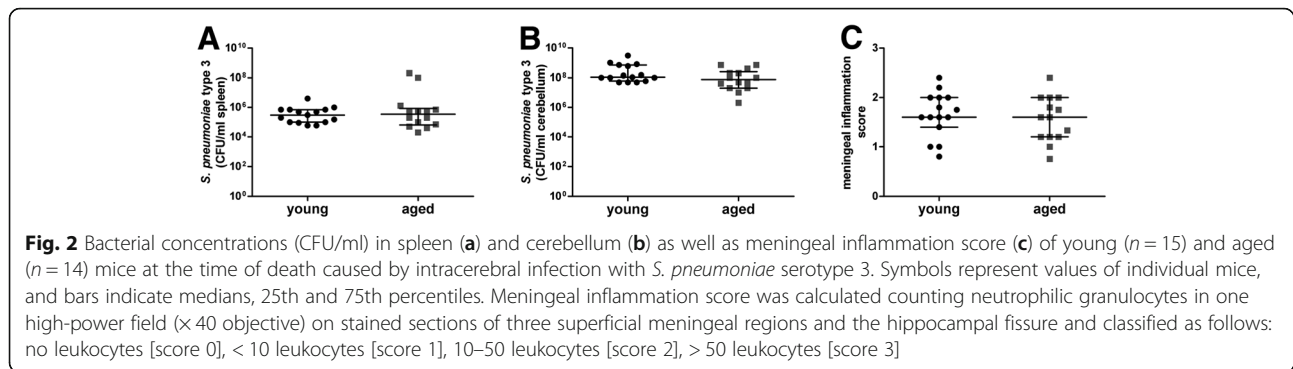 A
B
C
S. pneumoniae type 3
(CFU/ml spleen)
10¹⁰
10⁸
10⁶
10⁴
10²
10⁰
young
aged
S. pneumoniae type 3
(CFU/ml cerebellum)
10¹⁰
10⁸
10⁶
10⁴
10²
10⁰
young
aged
meningeal inflammation
score
3
2
1
0
young
aged
Fig. 2 Bacterial concentrations (CFU/ml) in spleen (a) and cerebellum (b) as well as meningeal inflammation score (c) of young (n = 15) and aged
(n = 14) mice at the time of death caused by intracerebral infection with S. pneumoniae serotype 3. Symbols represent values of individual mice,
and bars indicate medians, 25th and 75th percentiles. Meningeal inflammation score was calculated counting neutrophilic granulocytes in one
high-power field (× 40 objective) on stained sections of three superficial meningeal regions and the hippocampal fissure and classified as follows:
no leukocytes [score 0], < 10 leukocytes [score 1], 10–50 leukocytes [score 2], > 50 leukocytes [score 3]